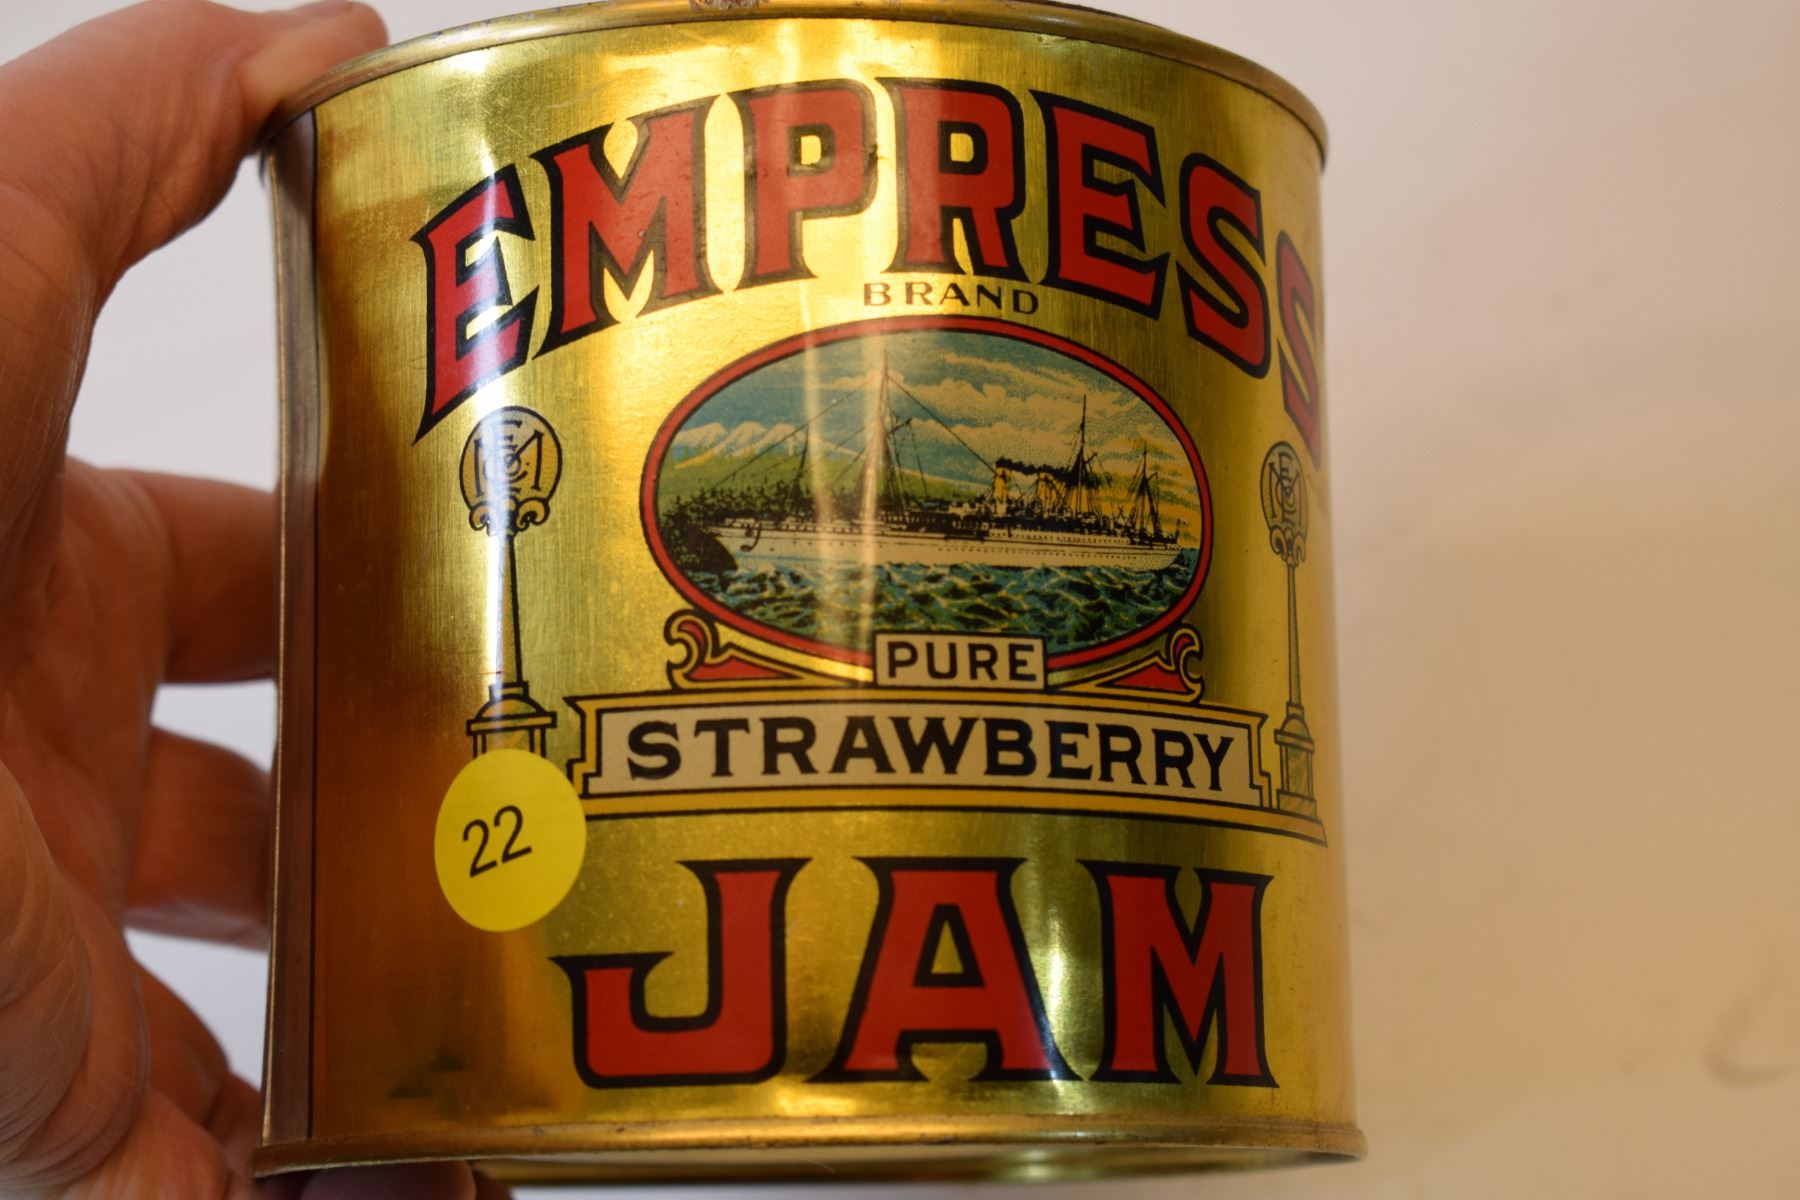 EMPRESS
BRAND
PURE
STRAWBERRY
22
JAM